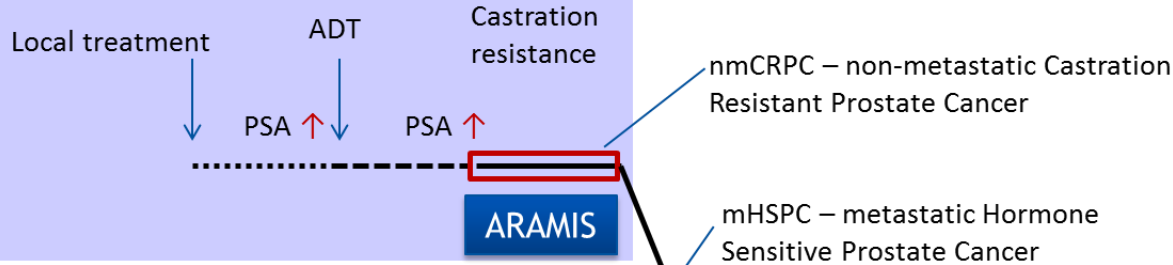 Local treatment
ADT
Castration
resistance
PSA ↑
PSA ↑
nmCRPC – non-metastatic Castration
Resistant Prostate Cancer
ARAMIS
mHSPC – metastatic Hormone
Sensitive Prostate Cancer